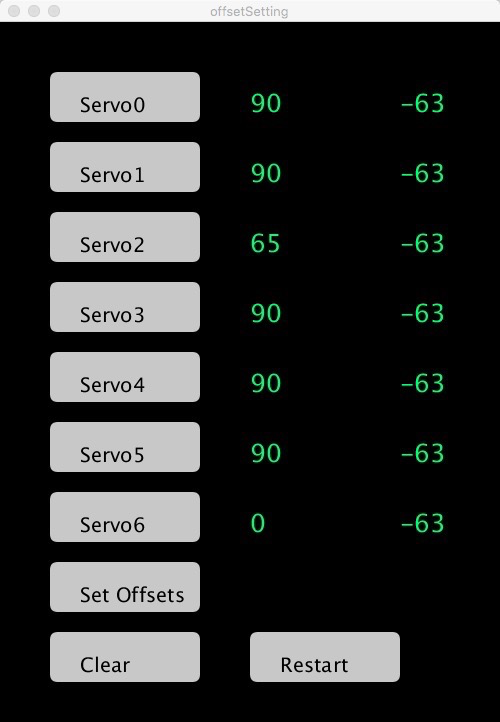 offsetSetting
Servo0 90 -63
Servo1 90 -63
Servo2 65 -63
Servo3 90 -63
Servo4 90 -63
Servo5 90 -63
Servo6 0 -63
Set Offsets
Clear Restart